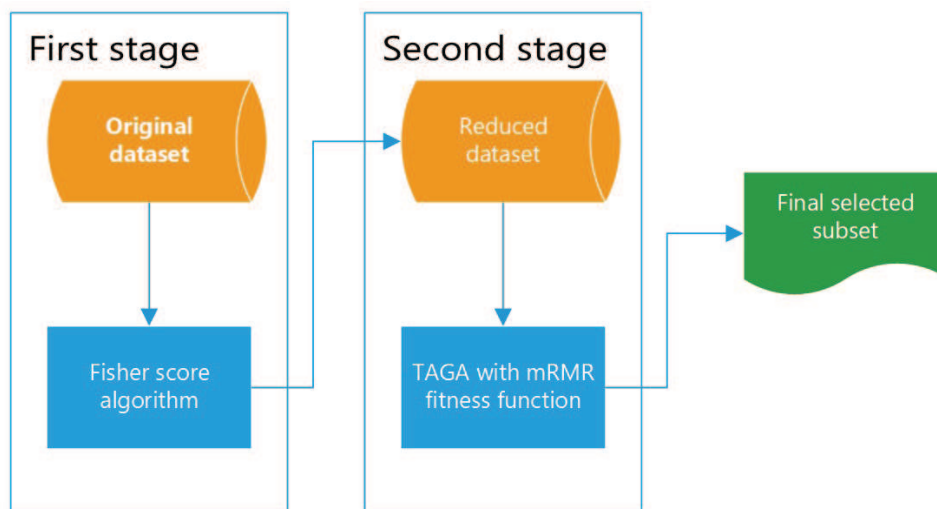 First stage
Original
dataset
Fisher score
algorithm
Second stage
Reduced
dataset
TAGA with mRMR
fitness function
Final selected
subset